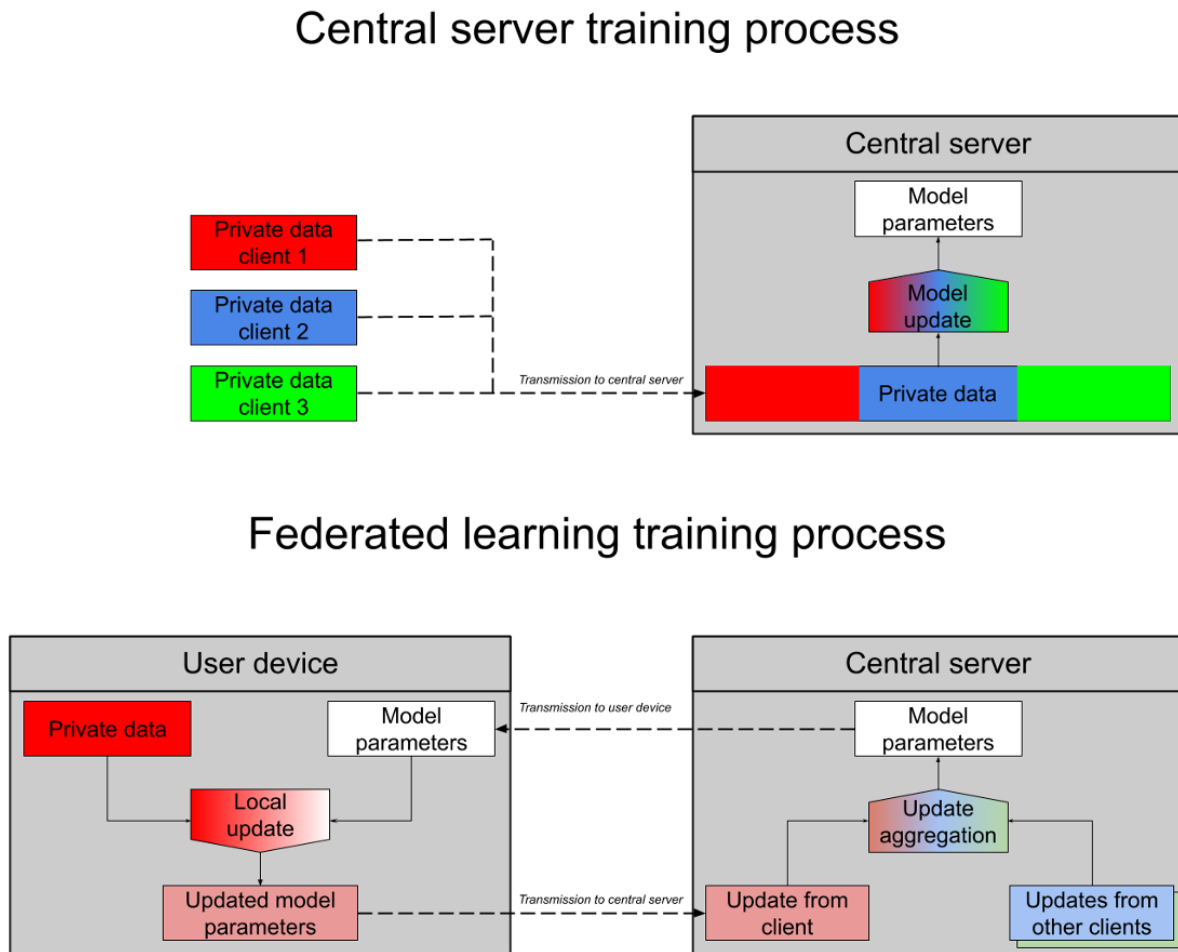 Central server training process
Central server
Model
parameters
Private data
client 1
Private data
client 2
Model
update
Private data
client 3
Transmission to central server
Private data
Federated learning training process
User device
Central server
Private data
Model
parameters
Transmission to user device
Model
parameters
Local
update
Update
aggregation
Updated model
parameters
Transmission to central server
Update from
client
Updates from
other clients